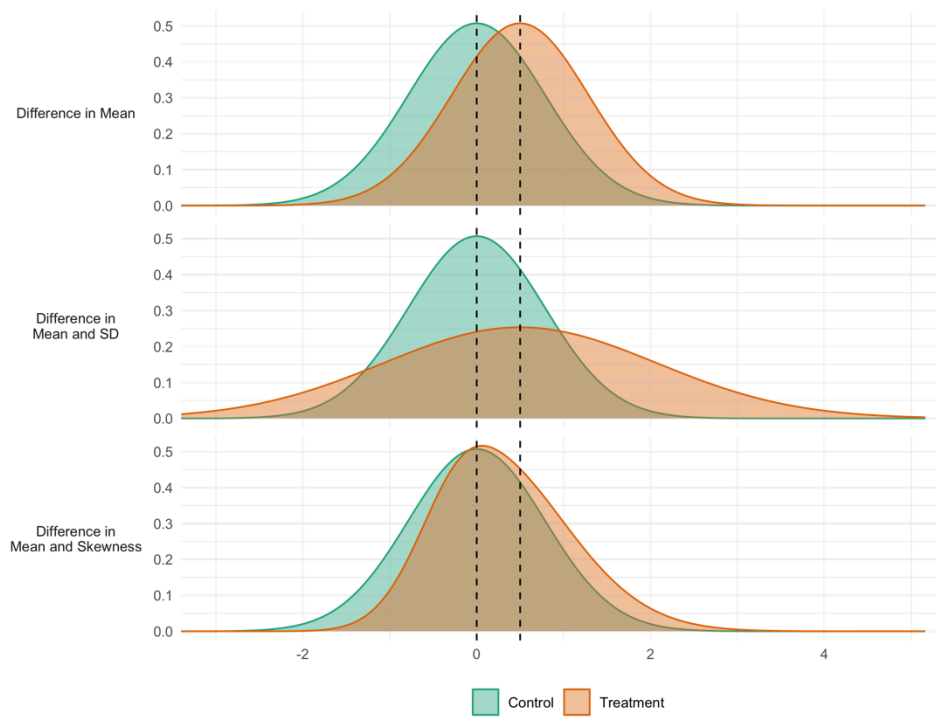 0.5
0.4
0.3
Difference in Mean
0.2
0.1
0.0
0.5
0.4
Difference in
Mean and SD
0.3
0.2
0.1
0.0
0.5
0.4
0.3
Difference in
Mean and Skewness
0.2
0.1
0.0
-2 0 2 4
Control Treatment